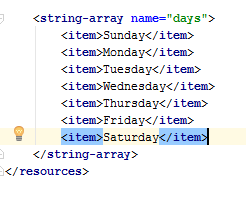 <string-array name="days">
<item>Sunday</item>
<item>Monday</item>
<item>Tuesday</item>
<item>Wednesday</item>
<item>Thursday</item>
<item>Friday</item>
<item>Saturday</item>
</string-array>
</resources>